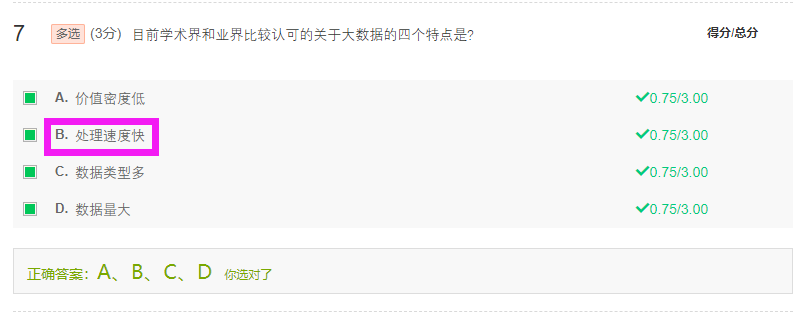 7 多选 (3分) 目前学术界和业界比较认可的关于大数据的四个特点是? 得分/总分
A. 价值密度低 0.75/3.00
B. 处理速度快 0.75/3.00
C. 数据类型多 0.75/3.00
D. 数据量大 0.75/3.00
正确答案：A、B、C、D 你选对了